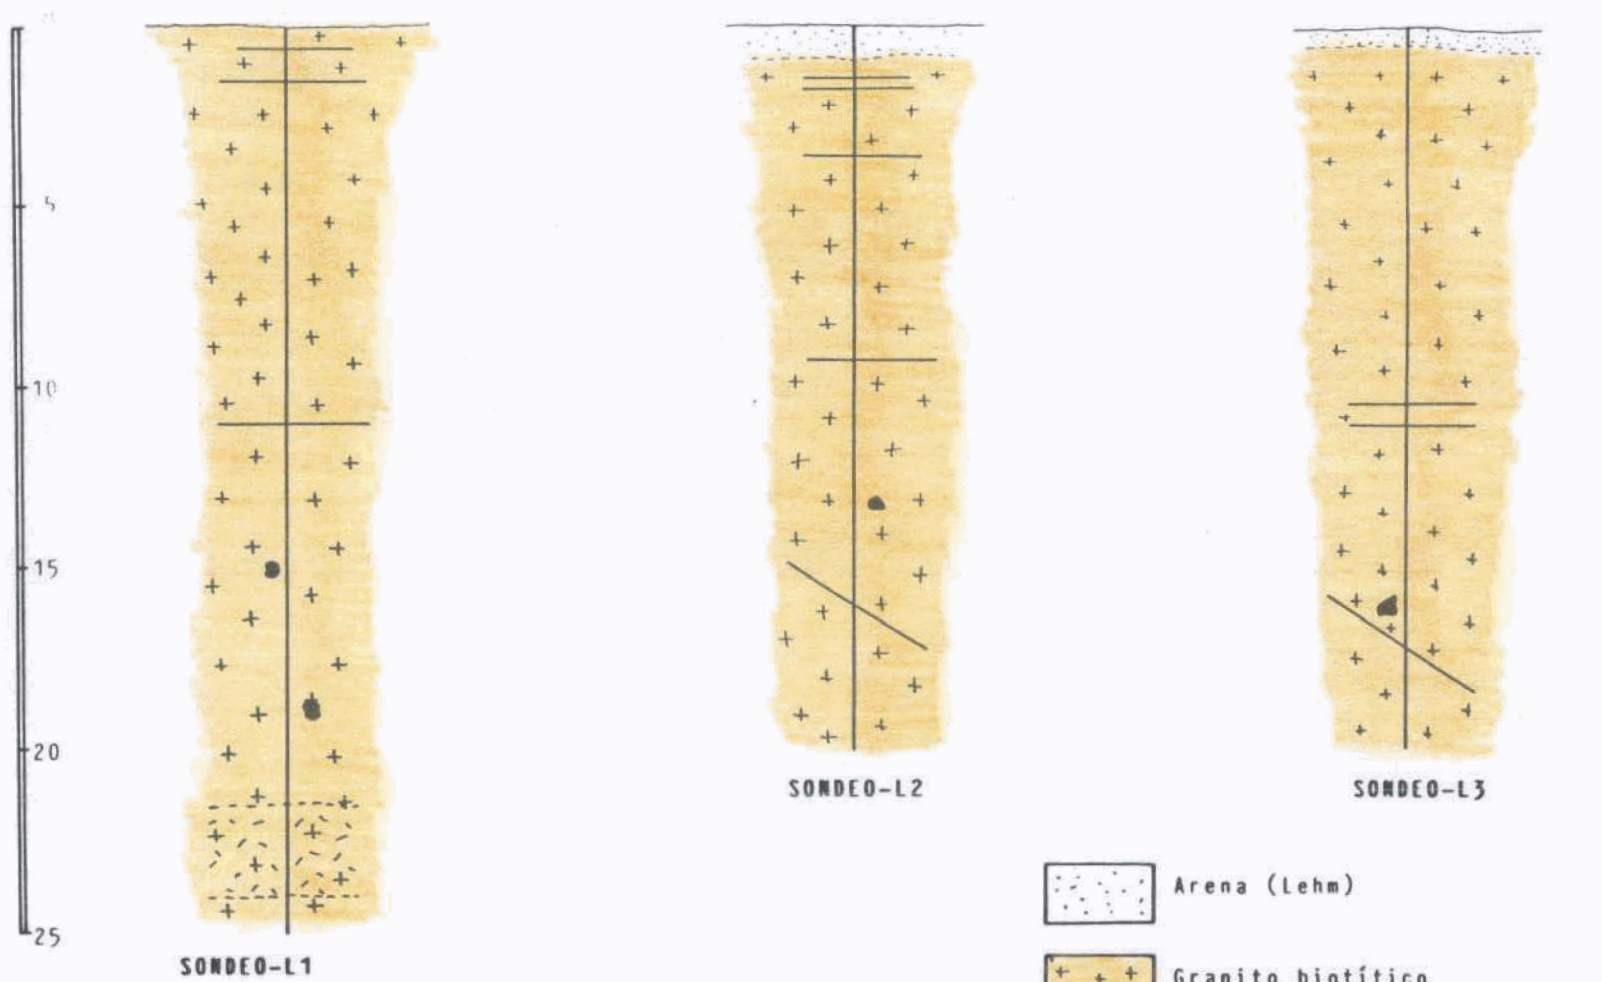 5
10
15
20
25
SONDEO-L1
SONDEO-L2
SONDEO-L3
Arena (Lehm)
Granito biotítico